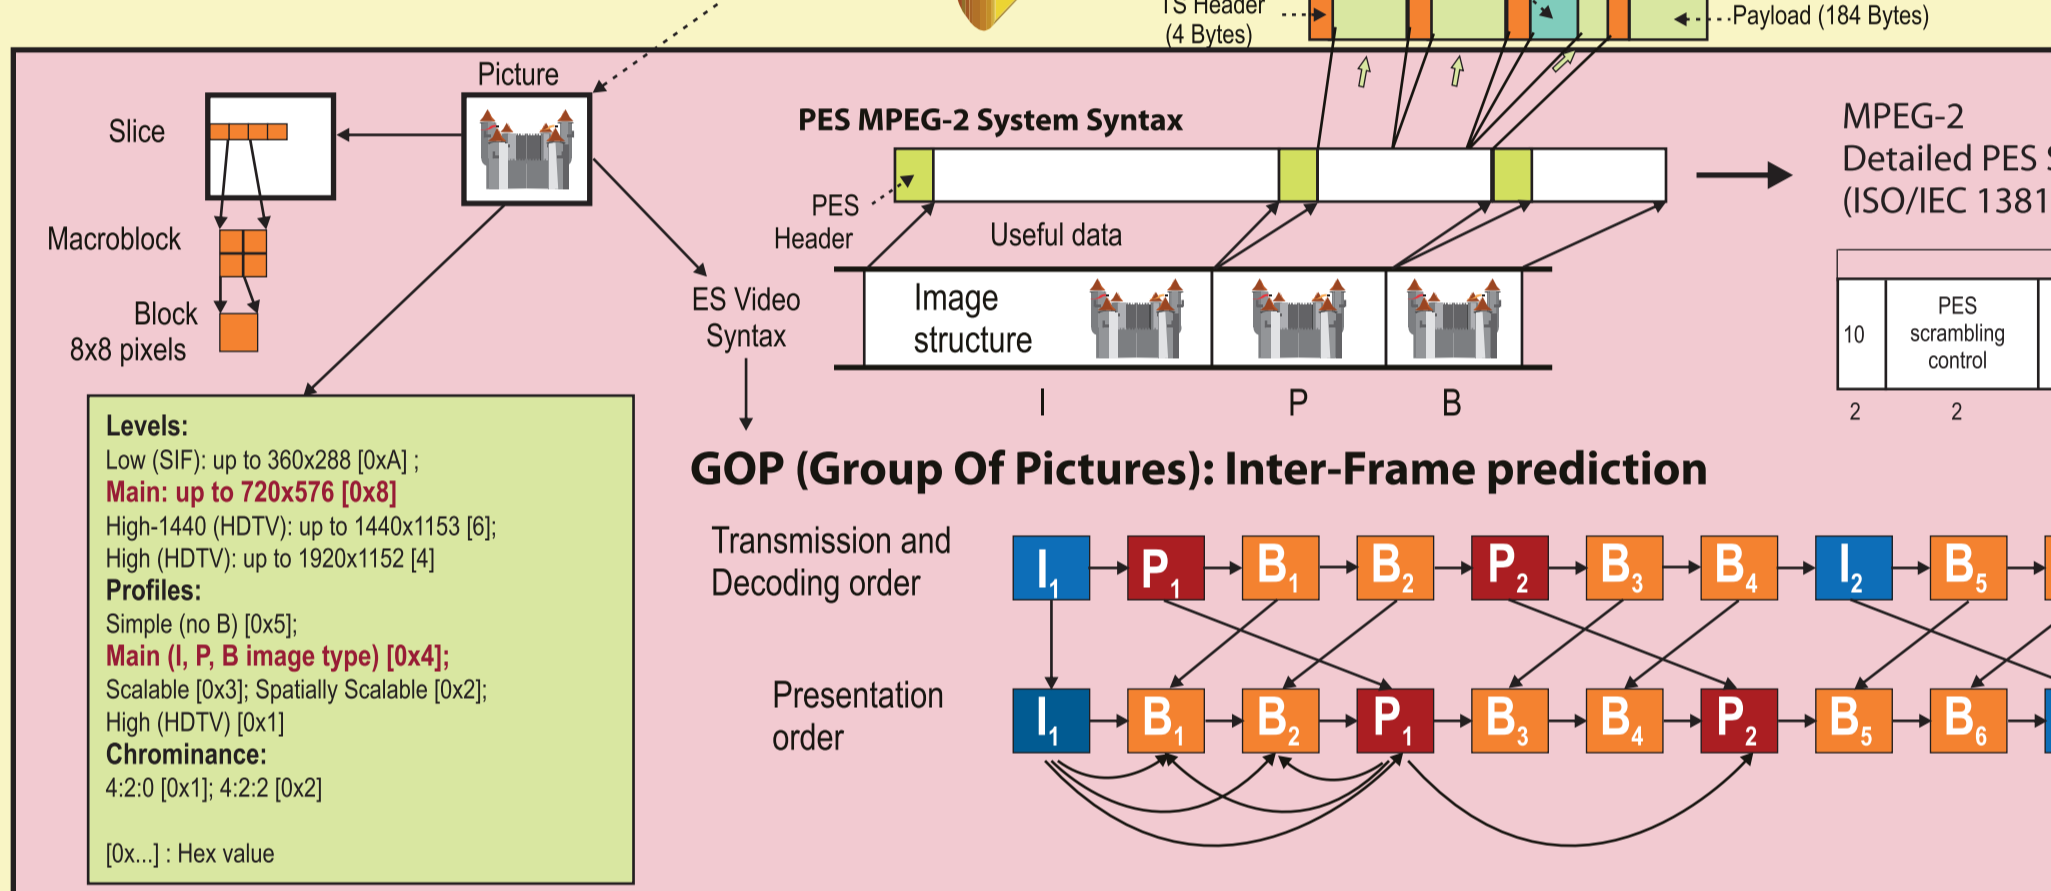 TS Header
(4 Bytes)
Payload (184 Bytes)
Picture
Slice
Macroblock
Block
8x8 pixels
PES MPEG-2 System Syntax
PES
Header
Useful data
MPEG-2
Detailed PES
(ISO/IEC 1381
ES Video
Syntax
Image
structure
I P B
10
PES
scrambling
control
2 2
Levels:
Low (SIF): up to 360x288 [0xA] ;
Main: up to 720x576 [0x8]
High-1440 (HDTV): up to 1440x1153 [6];
High (HDTV): up to 1920x1152 [4]
Profiles:
Simple (no B) [0x5];
Main (I, P, B image type) [0x4];
Scalable [0x3]; Spatially Scalable [0x2];
High (HDTV) [0x1]
Chrominance:
4:2:0 [0x1]; 4:2:2 [0x2]
[0x...] : Hex value
GOP (Group Of Pictures): Inter-Frame prediction
Transmission and
Decoding order
I1 P1 B1 B2 P2 B3 B4 I2 B5
Presentation
order
I1 B1 B2 P1 B3 B4 P2 B5 B6